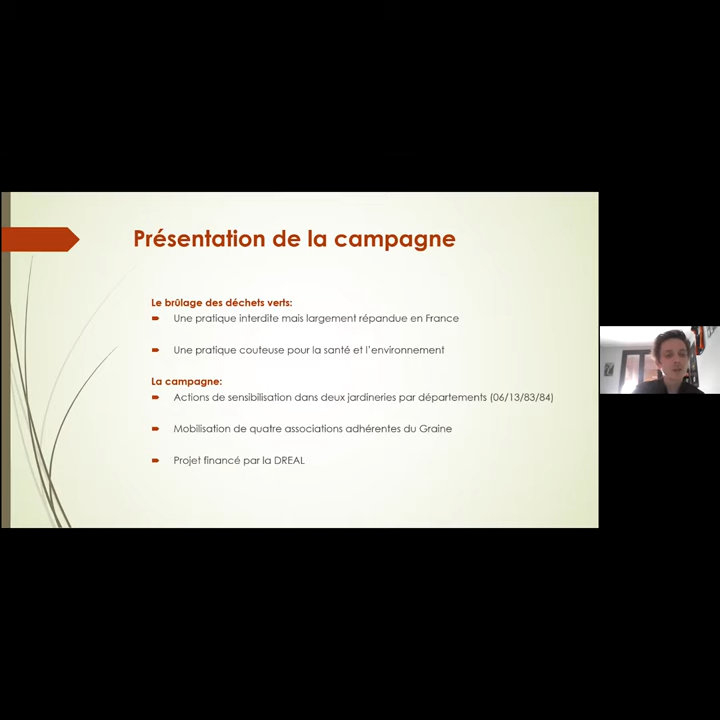 Présentation de la campagne
Le brûlage des déchets verts:
Une pratique interdite mais largement répandue en France
Une pratique couteuse pour la santé et l'environnement
La campagne:
Actions de sensibilisation dans deux jardineries par départements (06/13/83/84)
Mobilisation de quatre associations adhérentes du Graine
Projet financé par la DREAL